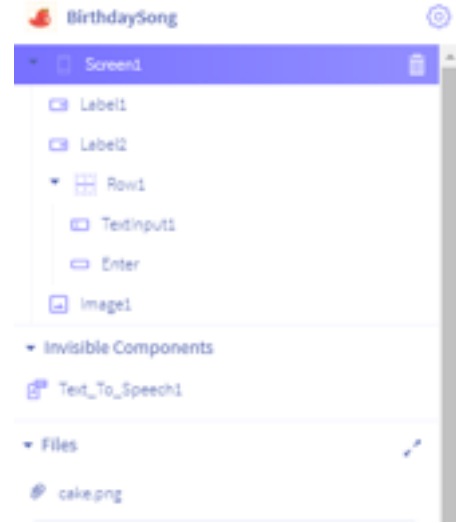 BirthdaySong
Screen1
Label1
Label2
Row1
TextInput1
Enter
Image1
Invisible Components
Text_To_Speech1
Files
cake.png